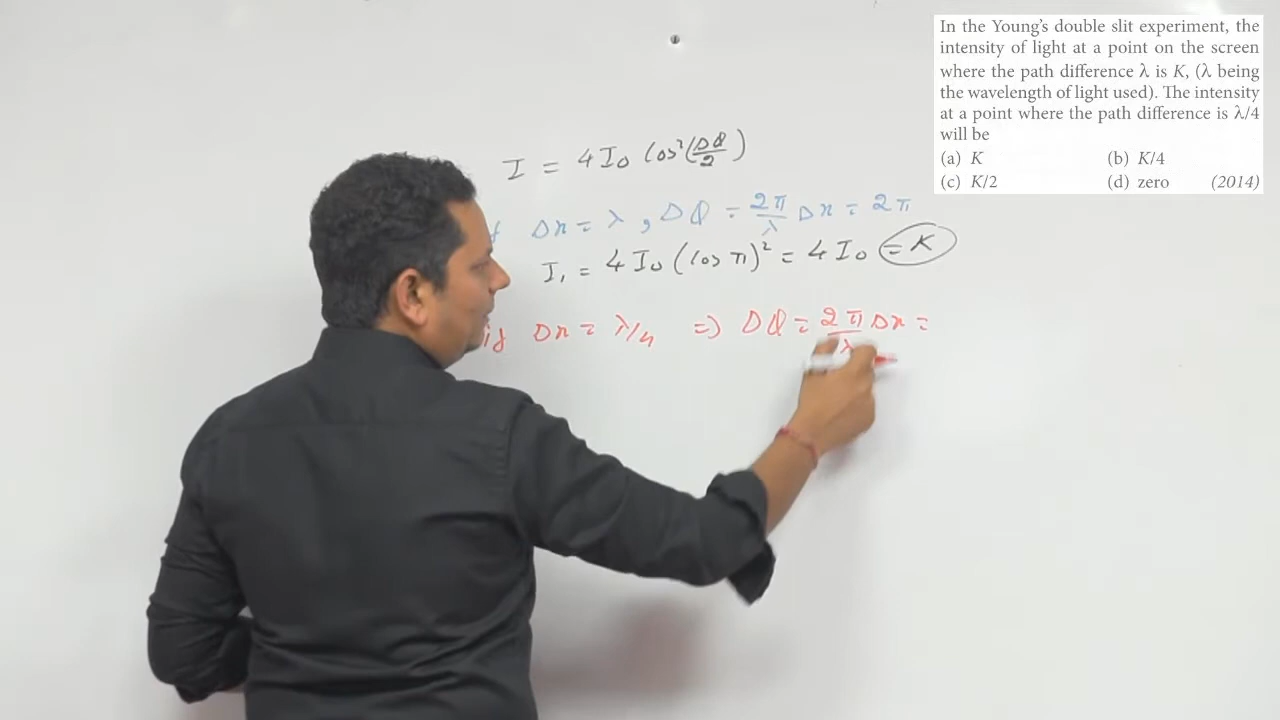 In the Young's double slit experiment, the
intensity of light at a point on the screen
where the path difference λ is K, (λ being
the wavelength of light used). The intensity
at a point where the path difference is λ/4
will be
(a) K (b) K/4
(c) K/2 (d) zero (2014)
I = 4I₀ cos²(Δφ/2)
Δx = λ, Δφ = 2π/λ Δx = 2π
I₁ = 4I₀ (cos π)² = 4I₀ = K
if Δx = λ/4 ⇒ Δφ = 2π/λ Δx =